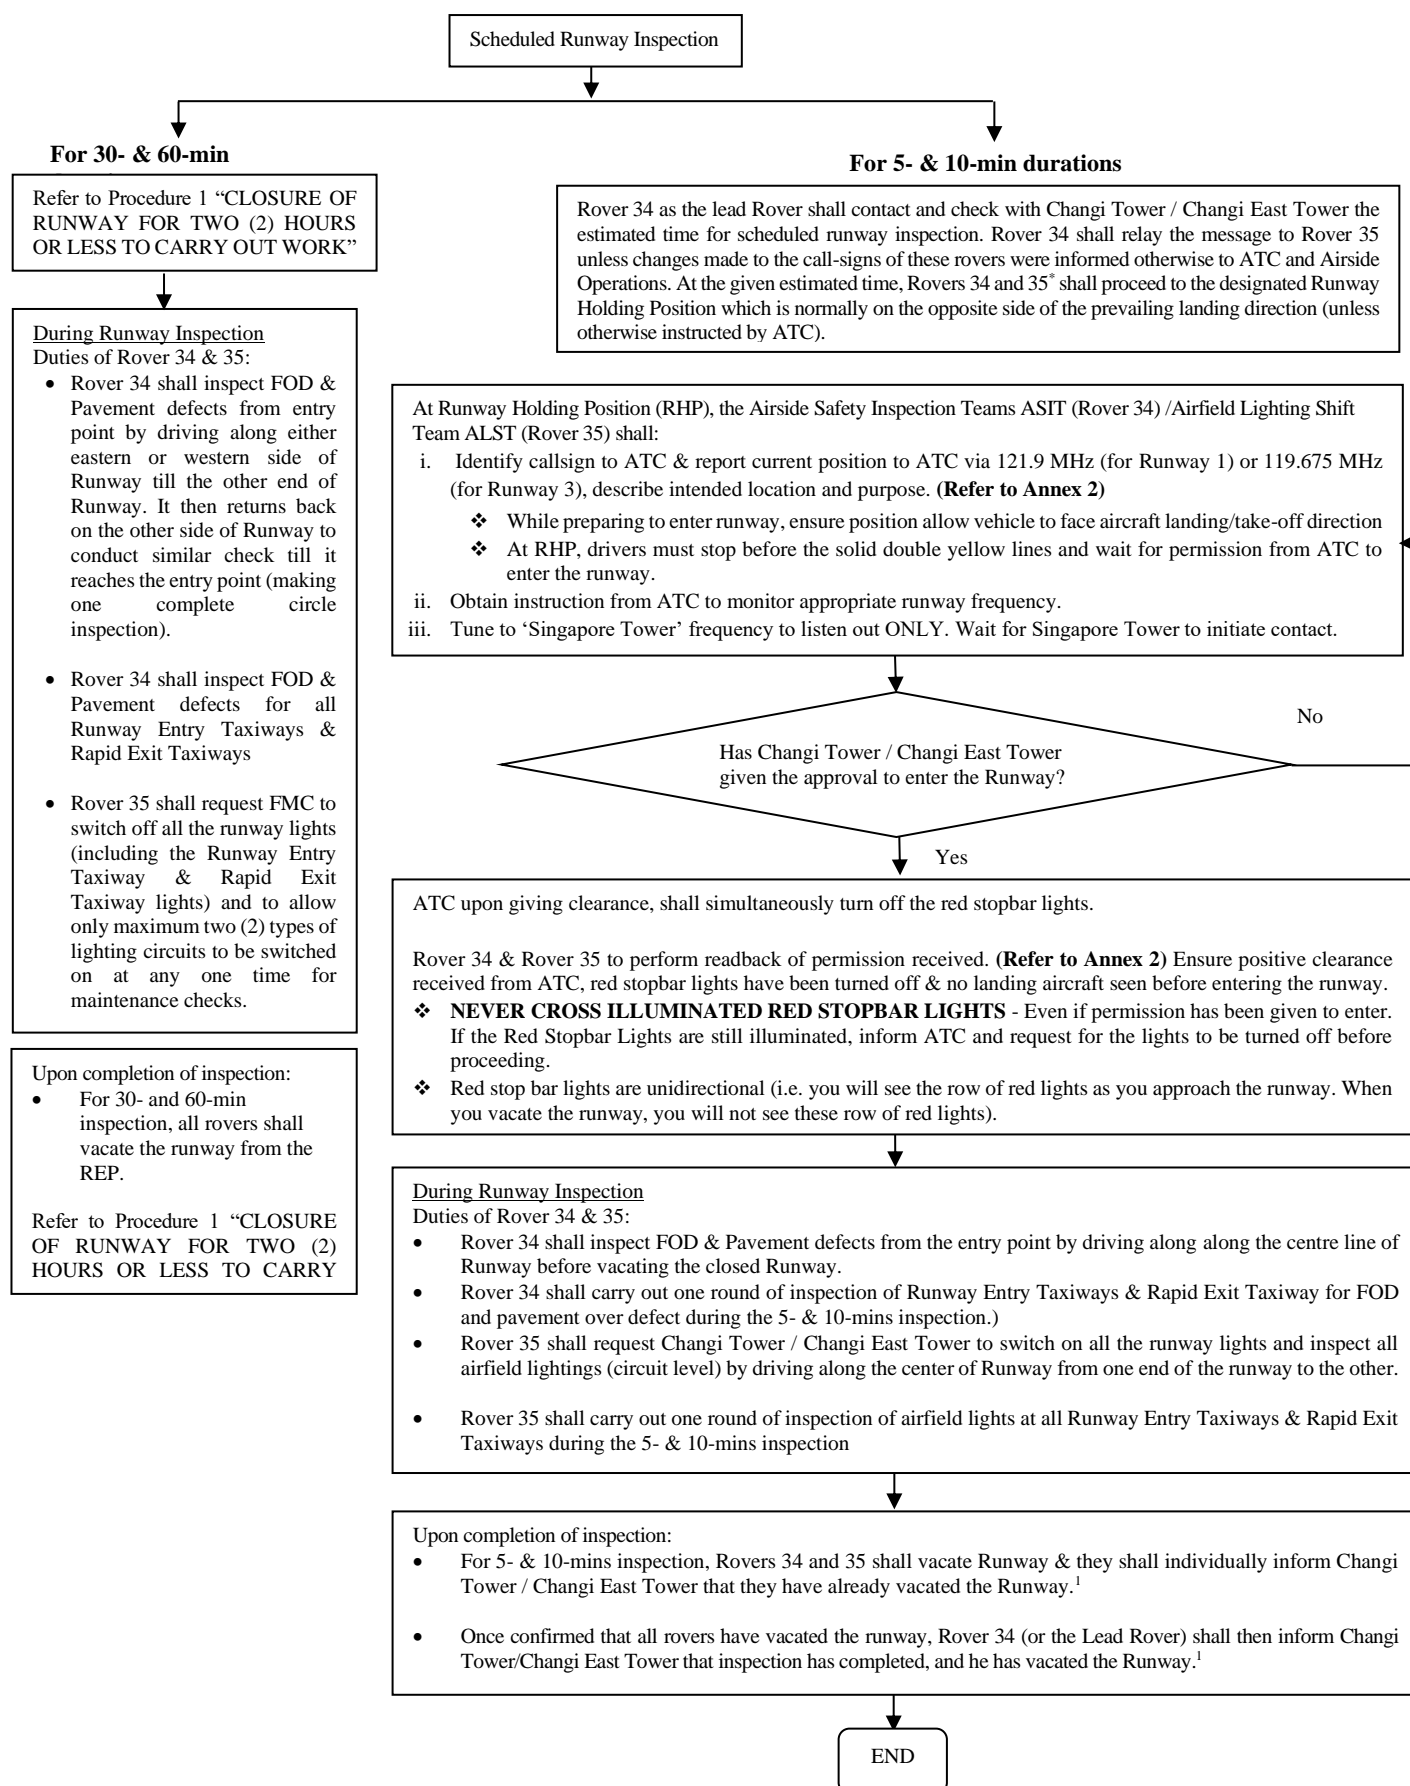 Scheduled Runway Inspection
For 30- & 60-min
Refer to Procedure 1 “CLOSURE OF
RUNWAY FOR TWO (2) HOURS
OR LESS TO CARRY OUT WORK”
During Runway Inspection
Duties of Rover 34 & 35:
• Rover 34 shall inspect FOD &
Pavement defects from entry
point by driving along either
eastern or western side of
Runway till the other end of
Runway. It then returns back
on the other side of Runway to
conduct similar check till it
reaches the entry point (making
one complete circle
inspection).
• Rover 34 shall inspect FOD &
Pavement defects for all
Runway Entry Taxiways &
Rapid Exit Taxiways
• Rover 35 shall request FMC to
switch off all the runway lights
(including the Runway Entry
Taxiway & Rapid Exit
Taxiway lights) and to allow
only maximum two (2) types of
lighting circuits to be switched
on at any one time for
maintenance checks.
Upon completion of inspection:
• For 30- and 60-min
inspection, all rovers shall
vacate the runway from the
REP.
Refer to Procedure 1 “CLOSURE
OF RUNWAY FOR TWO (2)
HOURS OR LESS TO CARRY
For 5- & 10-min durations
Rover 34 as the lead Rover shall contact and check with Changi Tower / Changi East Tower the
estimated time for scheduled runway inspection. Rover 34 shall relay the message to Rover 35
unless changes made to the call-signs of these rovers were informed otherwise to ATC and Airside
Operations. At the given estimated time, Rovers 34 and 35* shall proceed to the designated Runway
Holding Position which is normally on the opposite side of the prevailing landing direction (unless
otherwise instructed by ATC).
At Runway Holding Position (RHP), the Airside Safety Inspection Teams ASIT (Rover 34) /Airfield Lighting Shift
Team ALST (Rover 35) shall:
i. Identify callsign to ATC & report current position to ATC via 121.9 MHz (for Runway 1) or 119.675 MHz
(for Runway 3), describe intended location and purpose. (Refer to Annex 2)
❖ While preparing to enter runway, ensure position allow vehicle to face aircraft landing/take-off direction
❖ At RHP, drivers must stop before the solid double yellow lines and wait for permission from ATC to
enter the runway.
ii. Obtain instruction from ATC to monitor appropriate runway frequency.
iii. Tune to ‘Singapore Tower’ frequency to listen out ONLY. Wait for Singapore Tower to initiate contact.
Has Changi Tower / Changi East Tower
given the approval to enter the Runway?
No
Yes
ATC upon giving clearance, shall simultaneously turn off the red stopbar lights.
Rover 34 & Rover 35 to perform readback of permission received. (Refer to Annex 2) Ensure positive clearance
received from ATC, red stopbar lights have been turned off & no landing aircraft seen before entering the runway.
❖ NEVER CROSS ILLUMINATED RED STOPBAR LIGHTS - Even if permission has been given to enter.
If the Red Stopbar Lights are still illuminated, inform ATC and request for the lights to be turned off before
proceeding.
❖ Red stop bar lights are unidirectional (i.e. you will see the row of red lights as you approach the runway. When
you vacate the runway, you will not see these row of red lights).
During Runway Inspection
Duties of Rover 34 & 35:
• Rover 34 shall inspect FOD & Pavement defects from the entry point by driving along along the centre line of
Runway before vacating the closed Runway.
• Rover 34 shall carry out one round of inspection of Runway Entry Taxiways & Rapid Exit Taxiway for FOD
and pavement over defect during the 5- & 10-mins inspection.)
• Rover 35 shall request Changi Tower / Changi East Tower to switch on all the runway lights and inspect all
airfield lightings (circuit level) by driving along the center of Runway from one end of the runway to the other.
• Rover 35 shall carry out one round of inspection of airfield lights at all Runway Entry Taxiways & Rapid Exit
Taxiways during the 5- & 10-mins inspection
Upon completion of inspection:
• For 5- & 10-mins inspection, Rovers 34 and 35 shall vacate Runway & they shall individually inform Changi
Tower / Changi East Tower that they have already vacated the Runway.¹
• Once confirmed that all rovers have vacated the runway, Rover 34 (or the Lead Rover) shall then inform Changi
Tower/Changi East Tower that inspection has completed, and he has vacated the Runway.¹
END